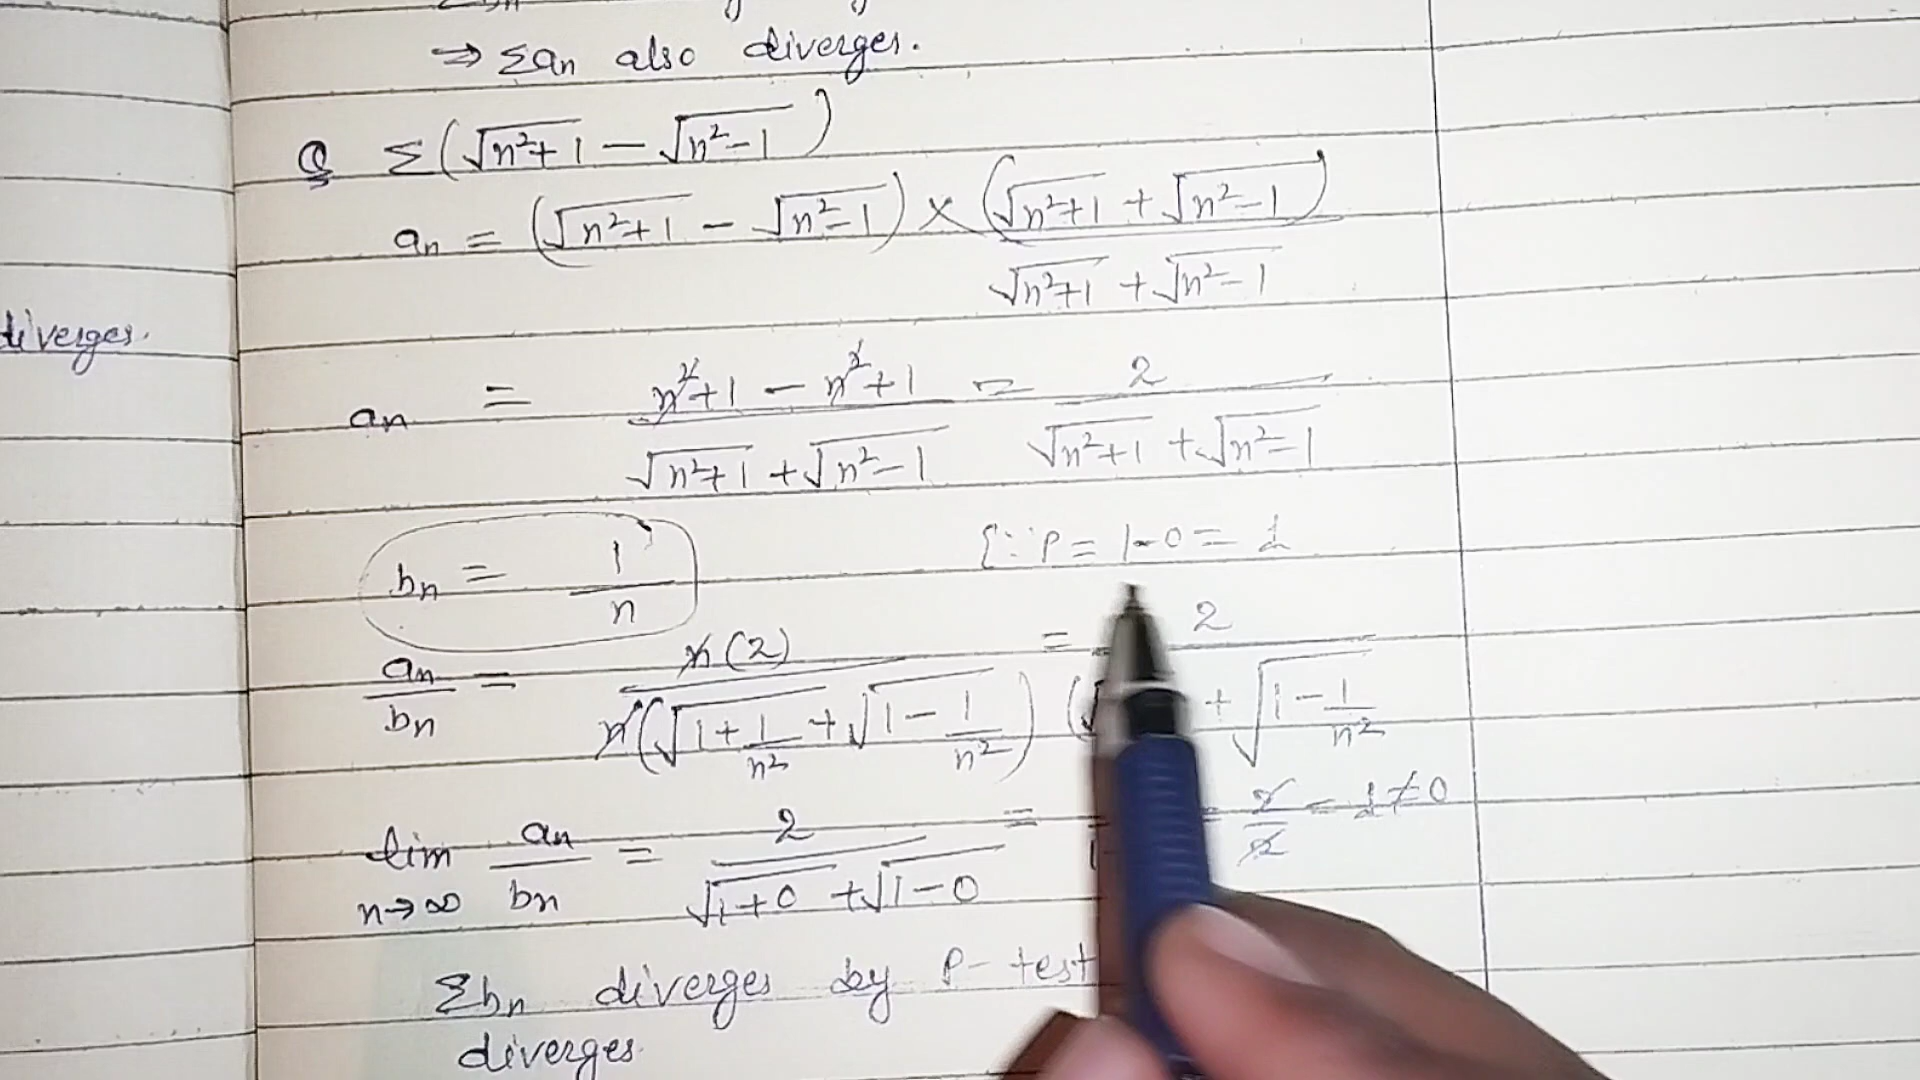 ⇒ Σan also diverges.
Q Σ(√n²+1 − √n²−1)
an = (√n²+1 − √n²−1) × (√n²+1 + √n²−1)
√n²+1 + √n²−1
diverges.
an = n²+1 − n²+1 = 2
√n²+1 + √n²−1 √n²+1 + √n²−1
bn = 1/n {∵ P = 1-0 = 1
an/bn = n(2) = 2
n(√1+1/n² + √1−1/n²) (√ + √1−1/n²
lim n→∞ an/bn = 2 = 2/2 = 1 ≠ 0
√1+0 + √1−0
Σbn diverges by P-test
diverges